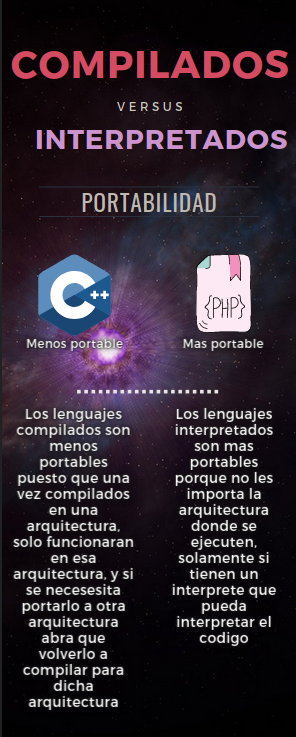 COMPILADOS
VERSUS
INTERPRETADOS
PORTABILIDAD
C++
{PHP}
Menos portable
Mas portable
Los lenguajes
compilados son
menos
portables
puesto que una
vez compilados
en una
arquitectura,
solo funcionaran
en esa
arquitectura, y si
se necesesita
portarlo a otra
arquitectura
abra que
volverlo a
compilar para
dicha
arquitectura
Los lenguajes
interpretados
son mas
portables
porque no les
importa la
arquitectura
donde se
ejecuten,
solamente si
tienen un
interprete que
pueda
interpretar el
codigo